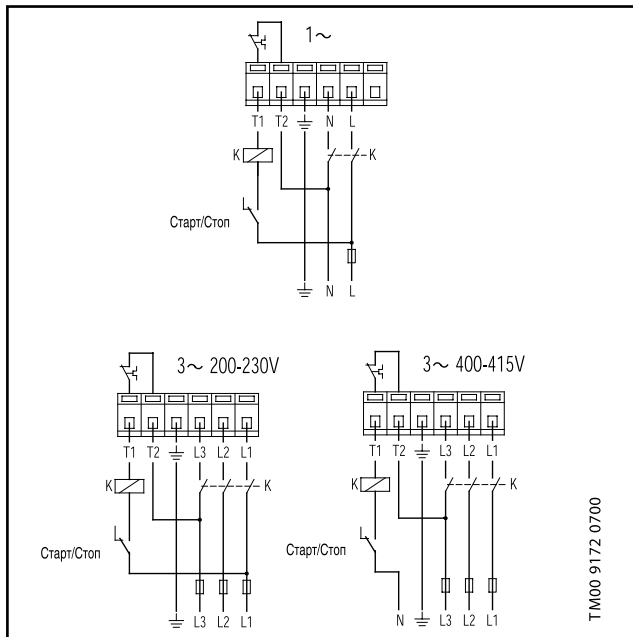 1~
T1 T2 N L
K K
Старт/Стоп
N L
3~ 200-230V
T1 T2 L3 L2 L1
K K
Старт/Стоп
L3 L2 L1
3~ 400-415V
T1 T2 L3 L2 L1
K K
Старт/Стоп
N L3 L2 L1
TM00 9172 0700